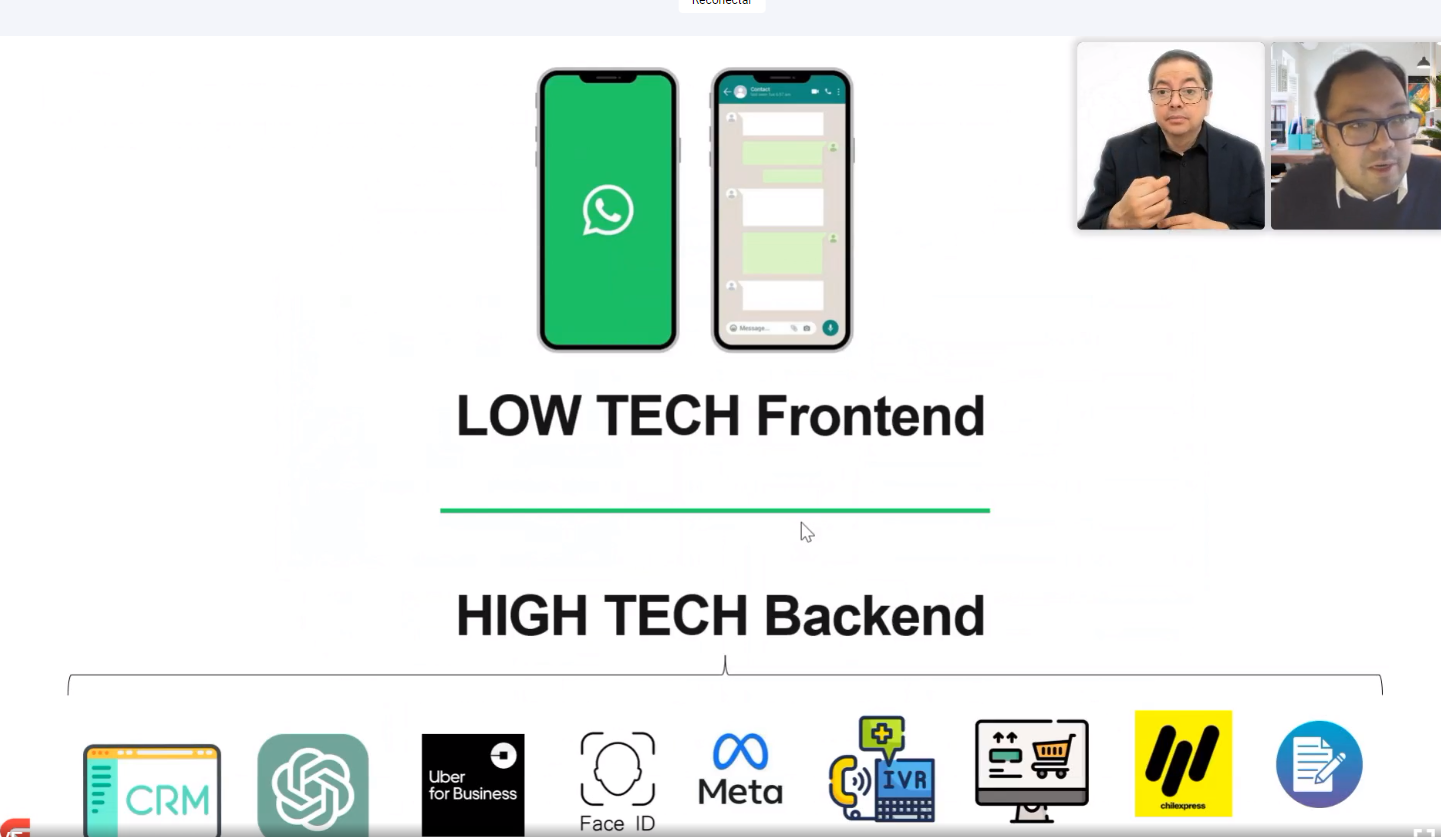 Reconectar
Contact
Message...
LOW TECH Frontend
HIGH TECH Backend
CRM
Uber
for Business
Face ID
Meta
IVR
chilexpress